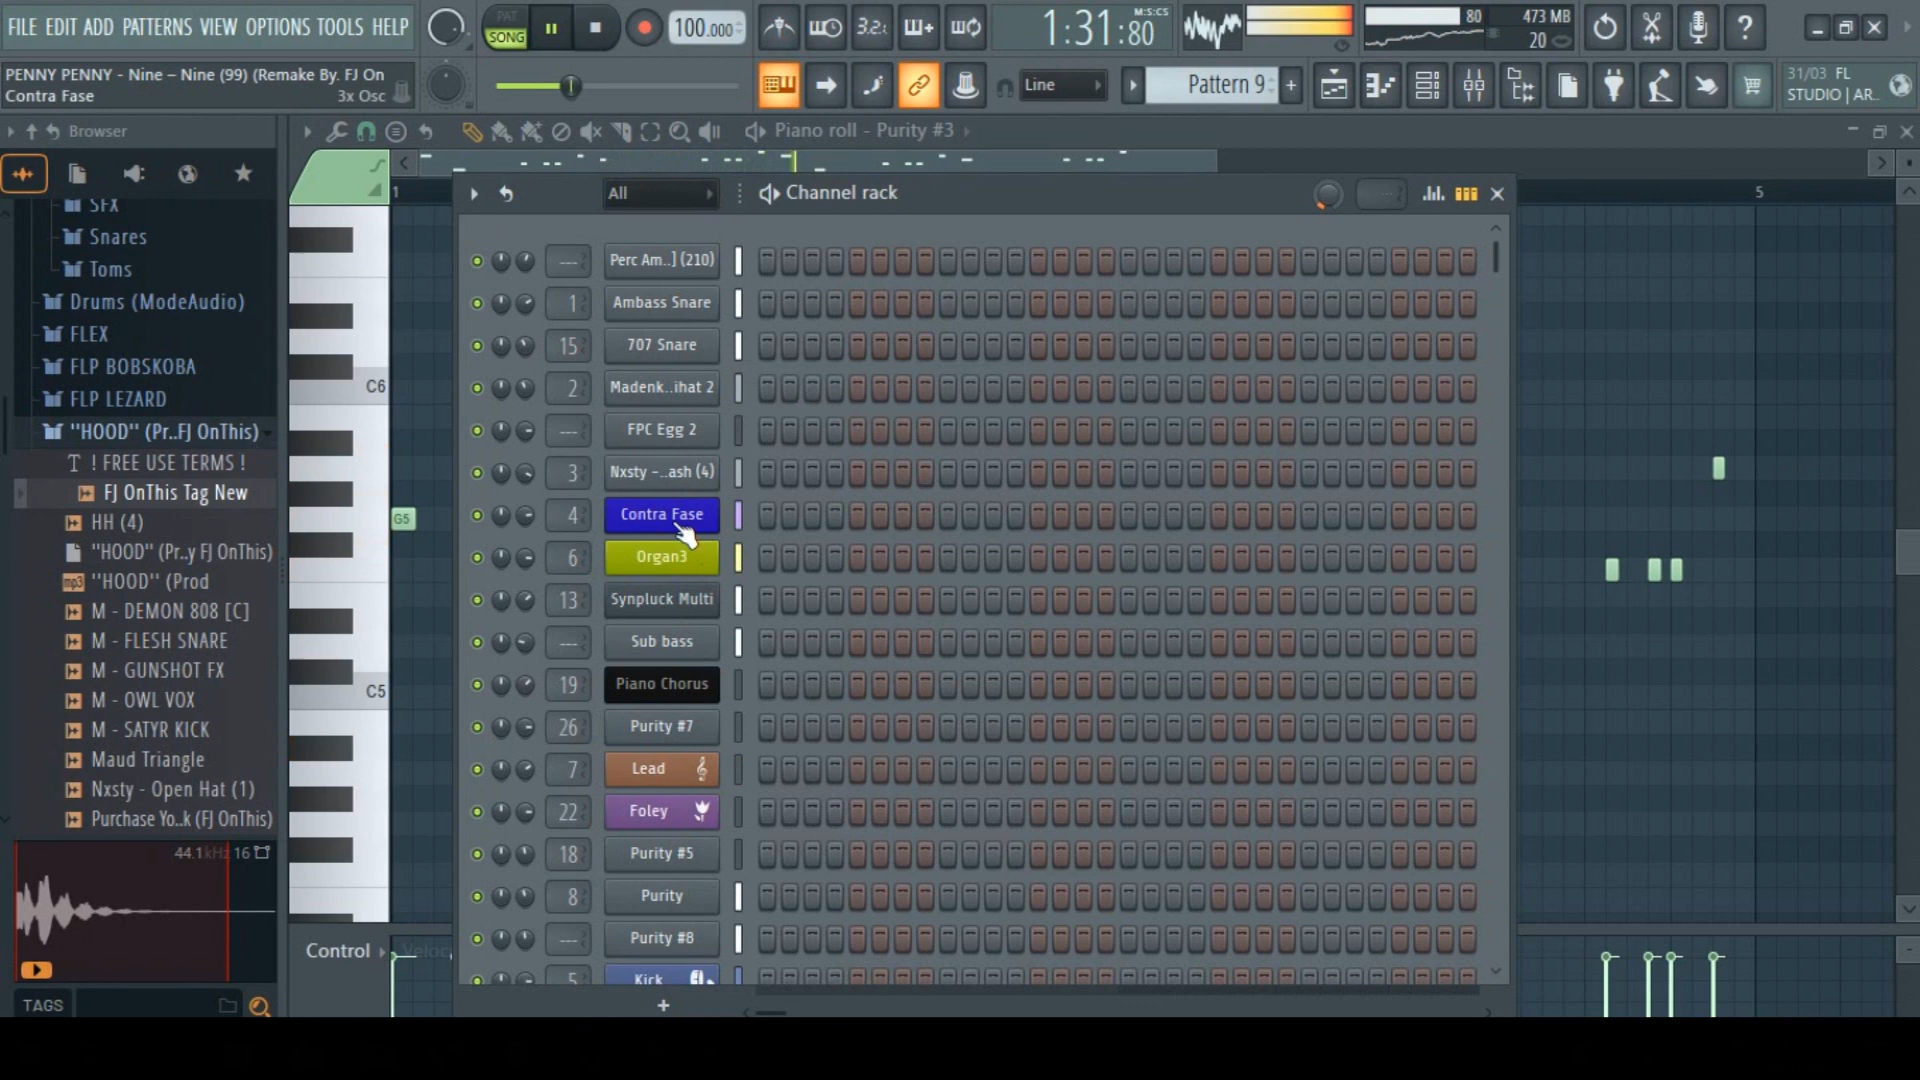 FILE EDIT ADD PATTERNS VIEW OPTIONS TOOLS HELP
PAT
SONG
100.000
3.2:
1:31:80
M:S:CS
80
473 MB
20
PENNY PENNY - Nine – Nine (99) (Remake By. FJ On
Contra Fase
3x Osc
Line
Pattern 9
31/03 FL
STUDIO | AR..
Browser
Piano roll - Purity #3
SFX
Snares
Toms
Drums (ModeAudio)
FLEX
FLP BOBSKOBA
FLP LEZARD
"HOOD" (Pr..FJ OnThis)
! FREE USE TERMS !
FJ OnThis Tag New
HH (4)
"HOOD" (Pr..y FJ OnThis)
mp3 "HOOD" (Prod
M - DEMON 808 [C]
M - FLESH SNARE
M - GUNSHOT FX
M - OWL VOX
M - SATYR KICK
Maud Triangle
Nxsty - Open Hat (1)
Purchase Yo..k (FJ OnThis)
44.1kHz 16
TAGS
1
5
C6
G5
C5
Control
Velocity
All
Channel rack
--- Perc Am..] (210)
1 Ambass Snare
15 707 Snare
2 Madenk..ihat 2
--- FPC Egg 2
3 Nxsty -..ash (4)
4 Contra Fase
6 Organ3
13 Synpluck Multi
--- Sub bass
19 Piano Chorus
26 Purity #7
7 Lead
22 Foley
18 Purity #5
8 Purity
--- Purity #8
5 Kick